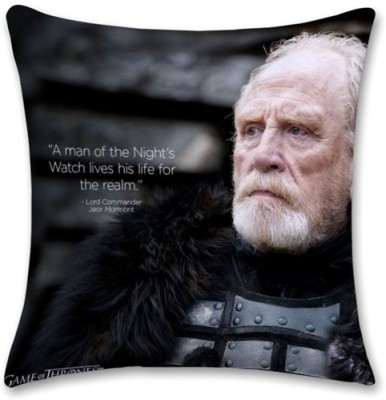 “A man of the Night’s
Watch lives his life for
the realm.”
- Lord Commander
Jeor Mormont
GAME OF THRONES